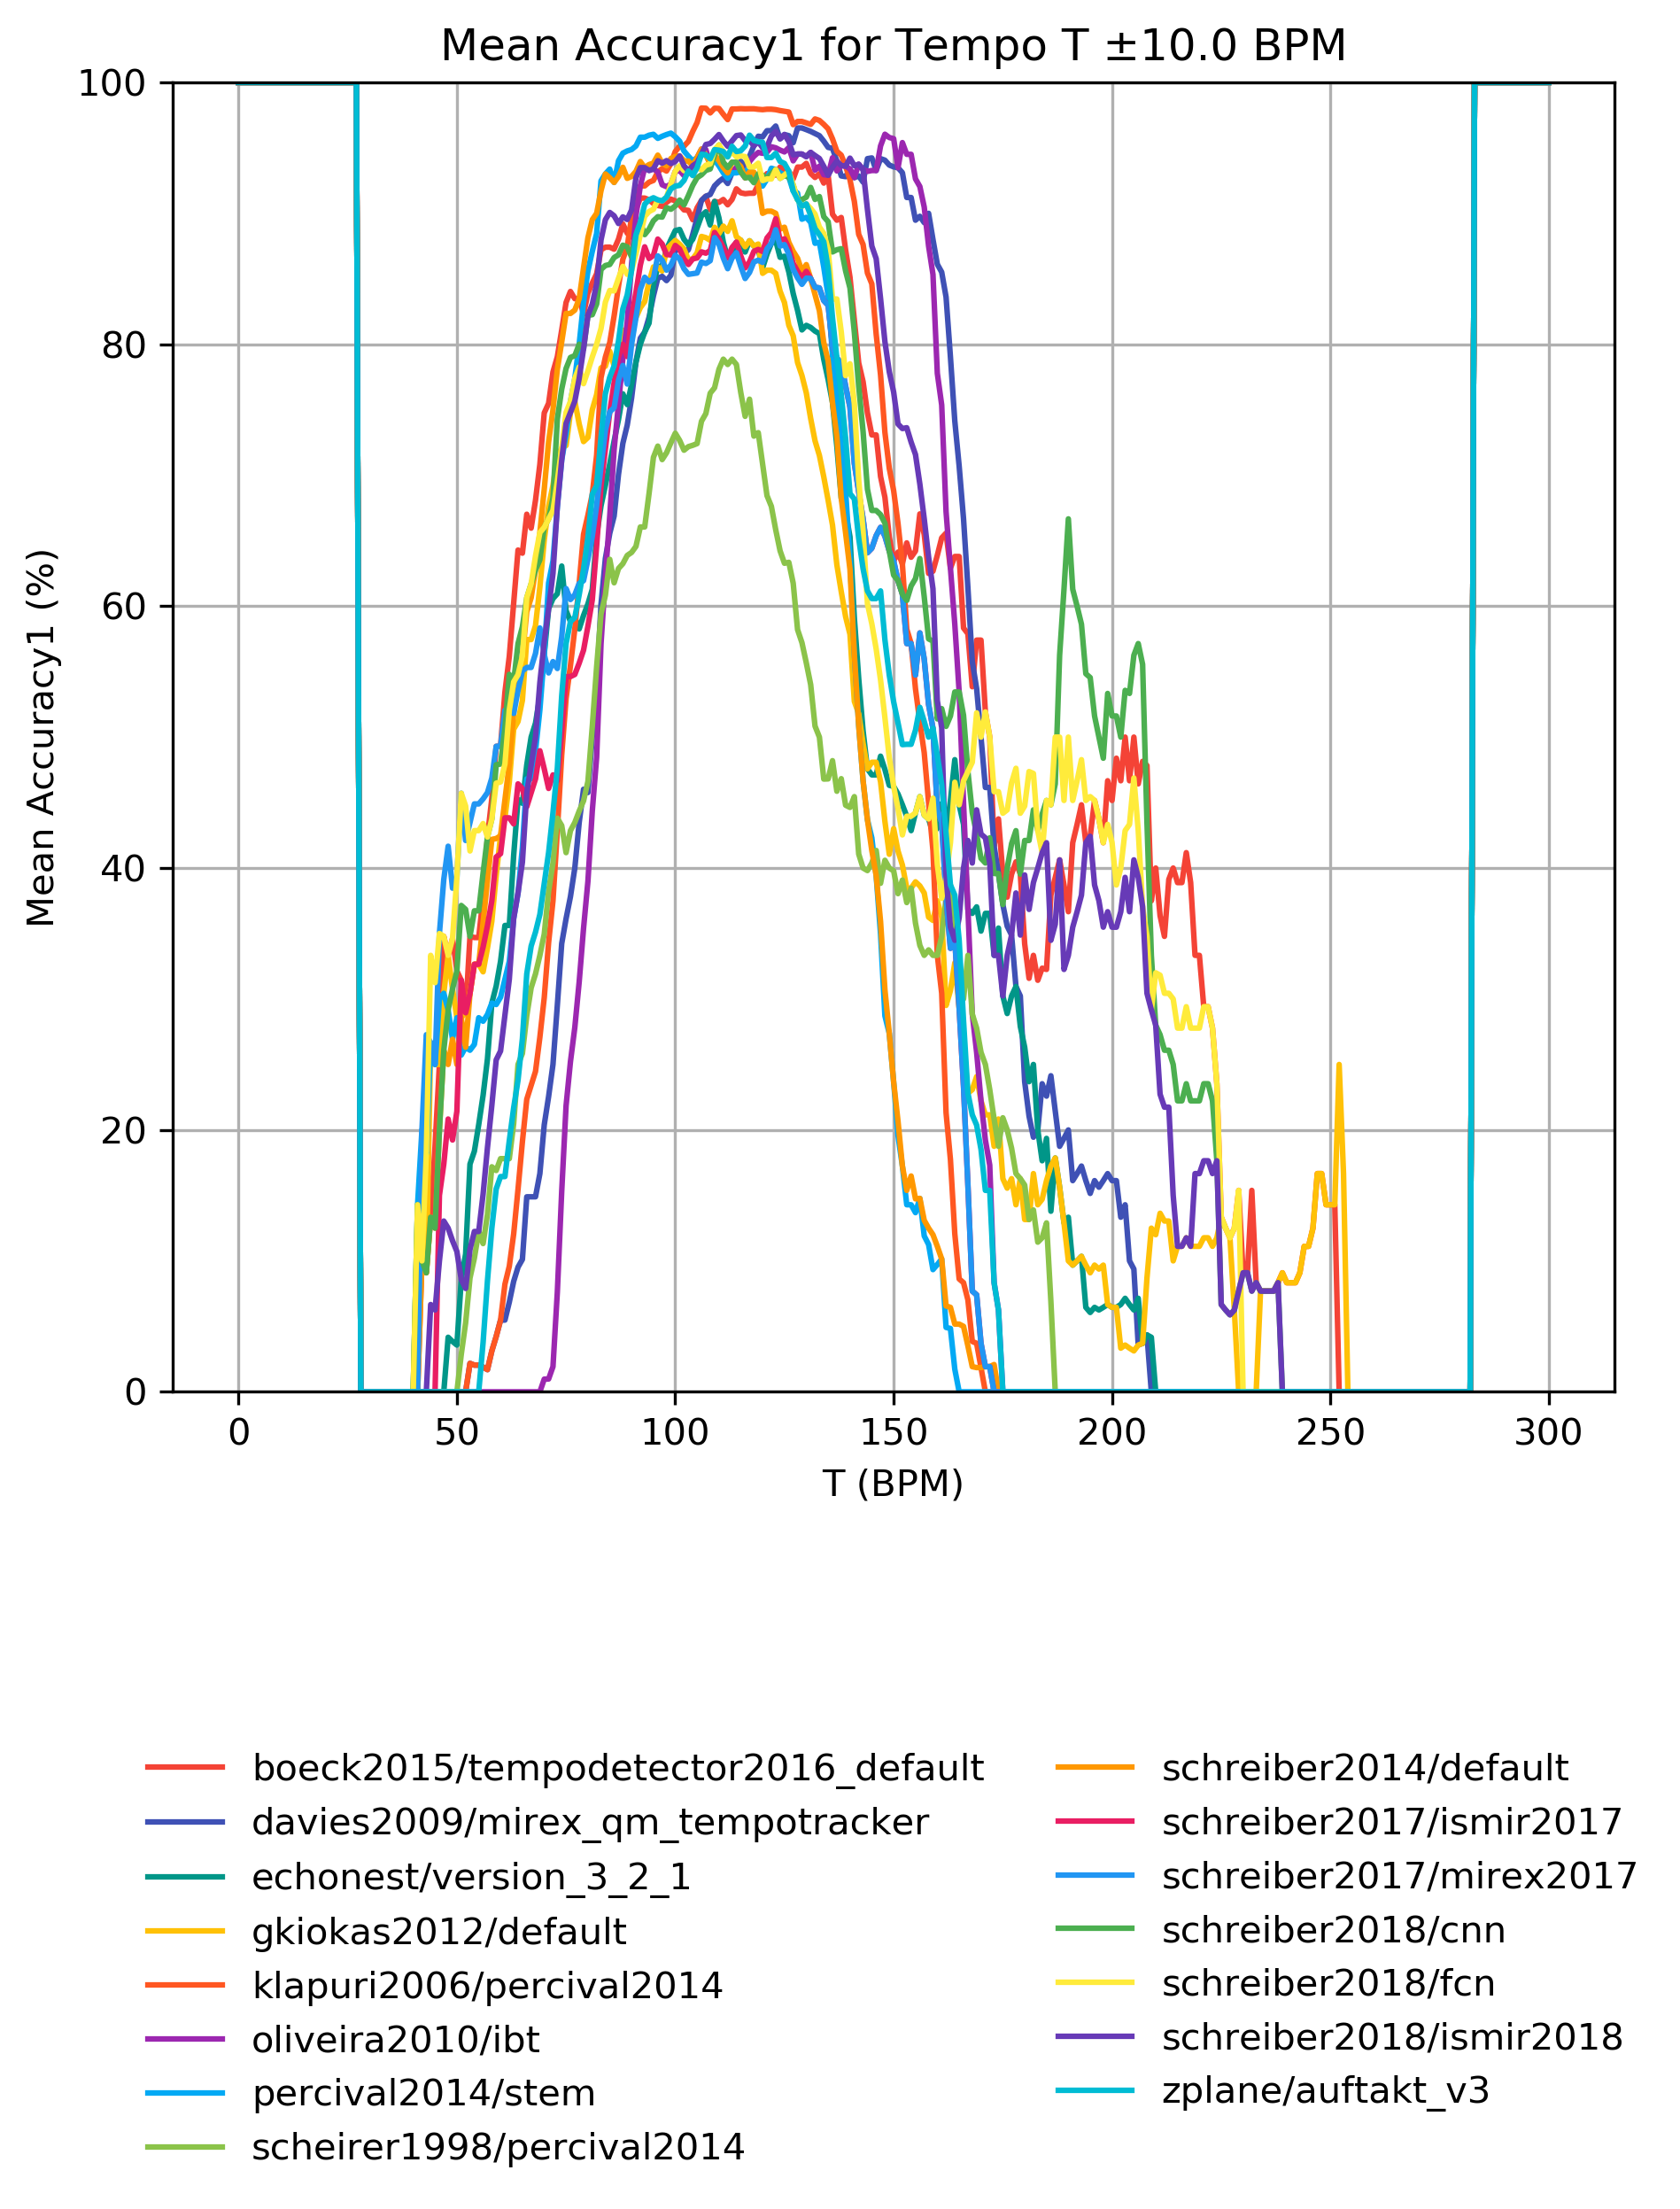 Mean Accuracy1 for Tempo T ±10.0 BPM
Mean Accuracy1 (%)
100
80
60
40
20
0
0 50 100 150 200 250 300
T (BPM)
boeck2015/tempodetector2016_default
davies2009/mirex_qm_tempotracker
echonest/version_3_2_1
gkiokas2012/default
klapuri2006/percival2014
oliveira2010/ibt
percival2014/stem
scheirer1998/percival2014
schreiber2014/default
schreiber2017/ismir2017
schreiber2017/mirex2017
schreiber2018/cnn
schreiber2018/fcn
schreiber2018/ismir2018
zplane/auftakt_v3